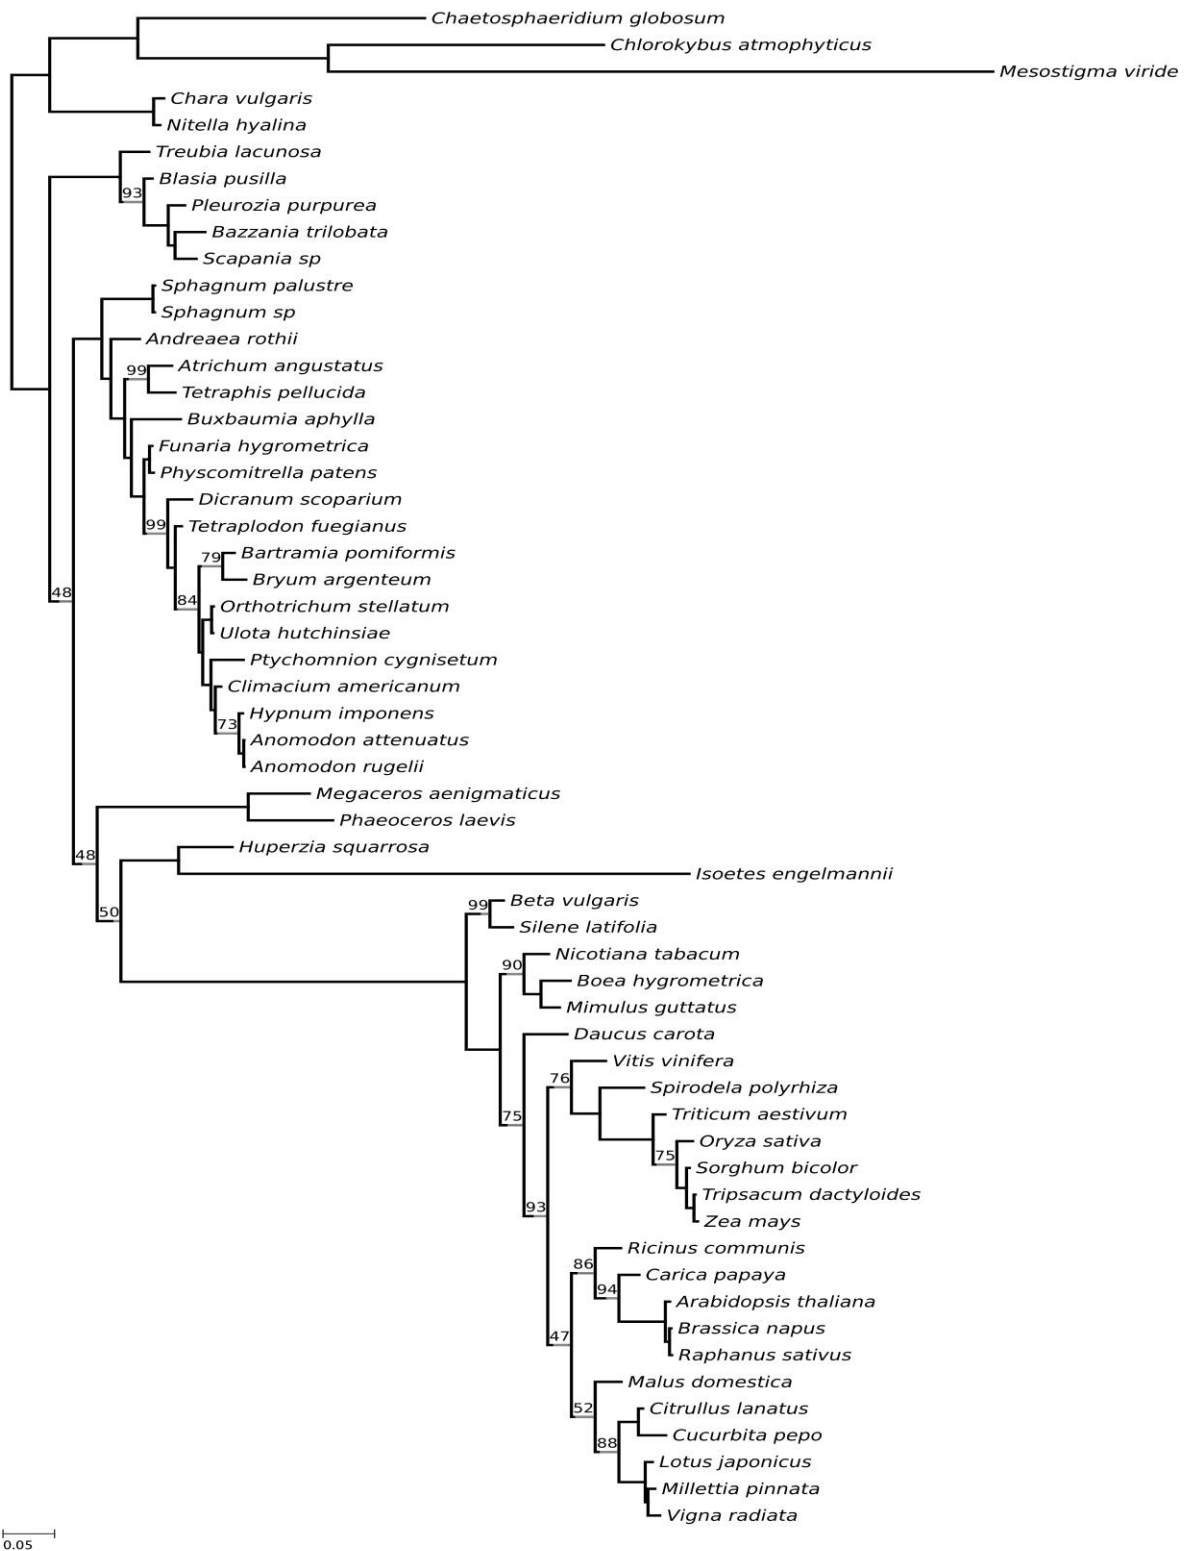 Chaetosphaeridium globosum
Chlorokybus atmophyticus
Mesostigma viride
Chara vulgaris
Nitella hyalina
Treubia lacunosa
Blasia pusilla
93
Pleurozia purpurea
Bazzania trilobata
Scapania sp
Sphagnum palustre
Sphagnum sp
Andreaea rothii
Atrichum angustatus
99
Tetraphis pellucida
Buxbaumia aphylla
Funaria hygrometrica
Physcomitrella patens
Dicranum scoparium
99
Tetraplodon fuegianus
Bartramia pomiformis
79
Bryum argenteum
48
84
Orthotrichum stellatum
Ulota hutchinsiae
Ptychomnion cygnisetum
Climacium americanum
Hypnum imponens
73
Anomodon attenuatus
Anomodon rugelii
Megaceros aenigmaticus
Phaeoceros laevis
Huperzia squarrosa
48
Isoetes engelmannii
Beta vulgaris
50
99
Silene latifolia
Nicotiana tabacum
90
Boea hygrometrica
Mimulus guttatus
Daucus carota
Vitis vinifera
76
Spirodela polyrhiza
Triticum aestivum
75
Oryza sativa
75
Sorghum bicolor
Tripsacum dactyloides
93
Zea mays
Ricinus communis
86
Carica papaya
94
Arabidopsis thaliana
Brassica napus
47
Raphanus sativus
Malus domestica
52
Citrullus lanatus
Cucurbita pepo
88
Lotus japonicus
Millettia pinnata
Vigna radiata
0.05